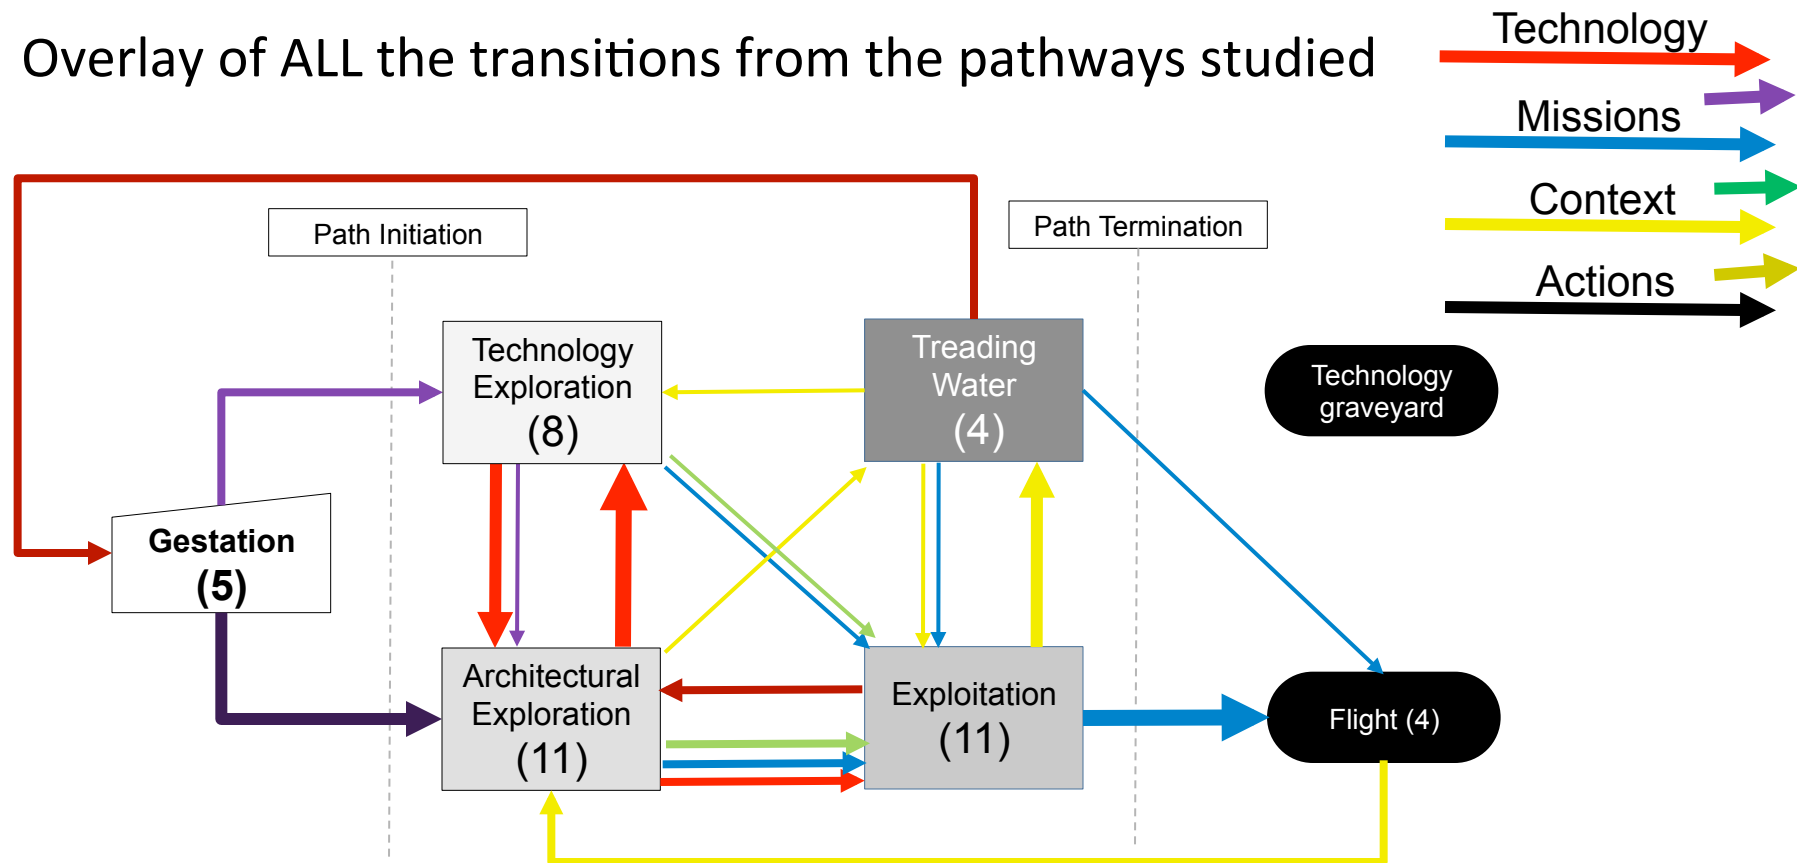 Overlay of ALL the transitions from the pathways studied
Technology
Missions
Context
Actions
Path Initiation
Path Termination
Technology
Exploration
(8)
Treading
Water
(4)
Technology
graveyard
Gestation
(5)
Architectural
Exploration
(11)
Exploitation
(11)
Flight (4)